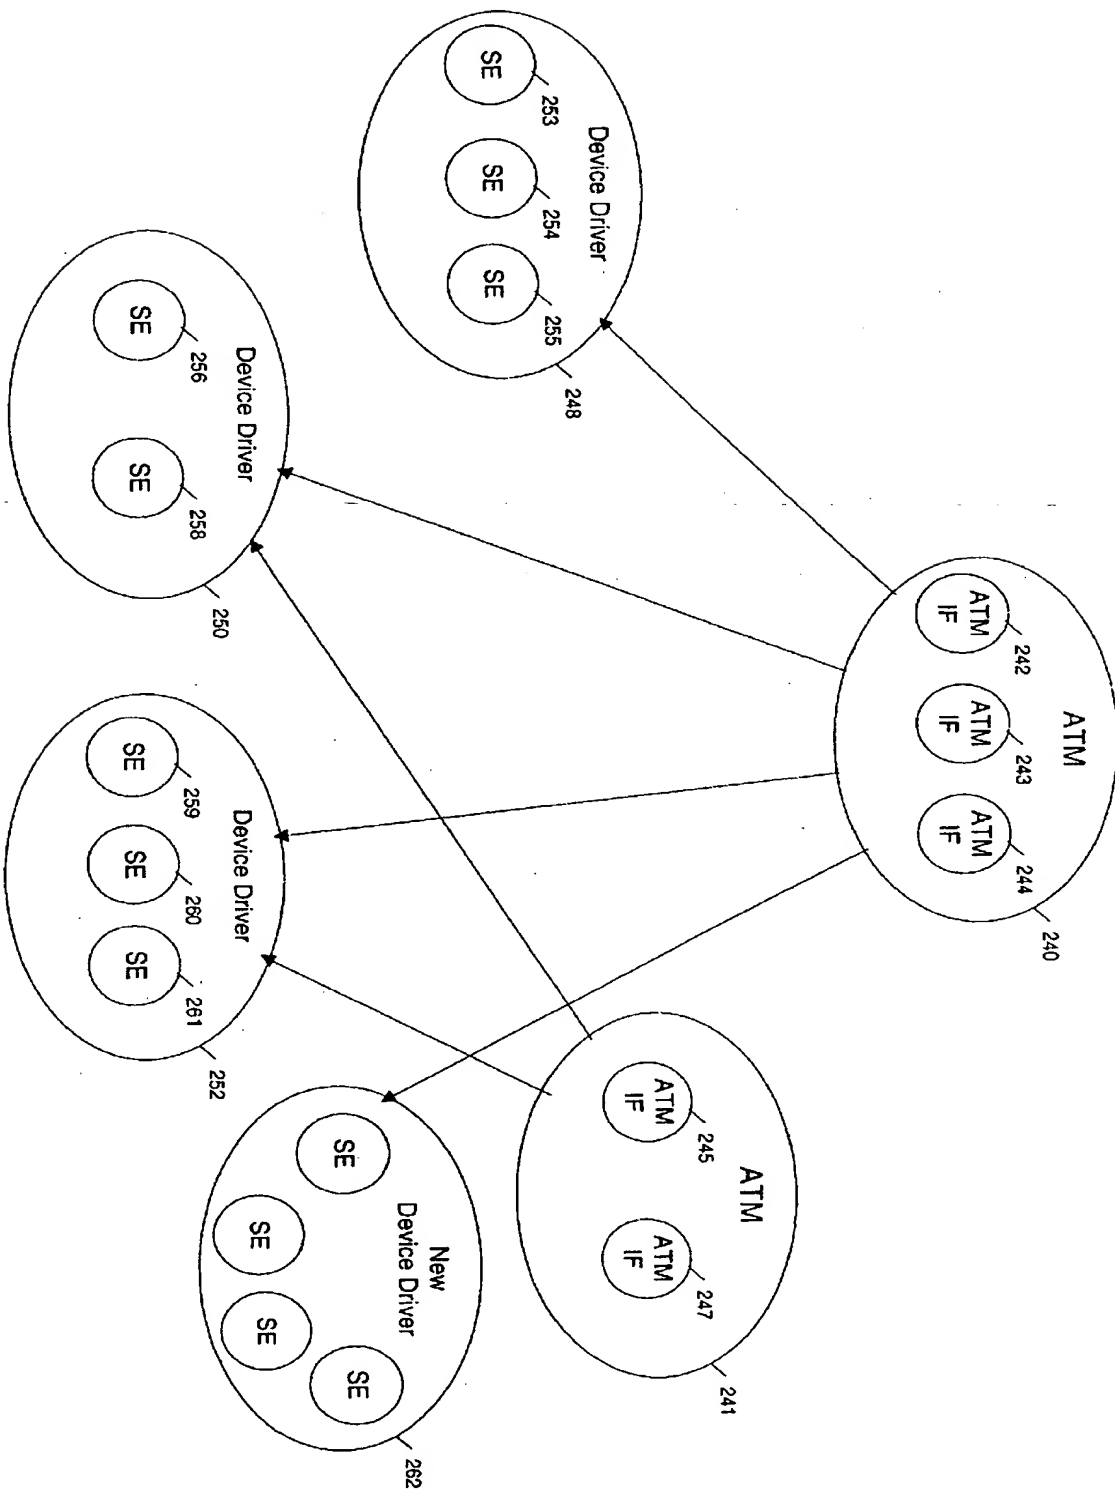 ATM
ATM
IF
242
ATM
IF
243
ATM
IF
244
240
ATM
ATM
IF
245
ATM
IF
247
241
Device Driver
SE
253
SE
254
SE
255
248
Device Driver
SE
256
SE
258
250
Device Driver
SE
259
SE
260
SE
261
252
New
Device Driver
SE
SE
SE
SE
262